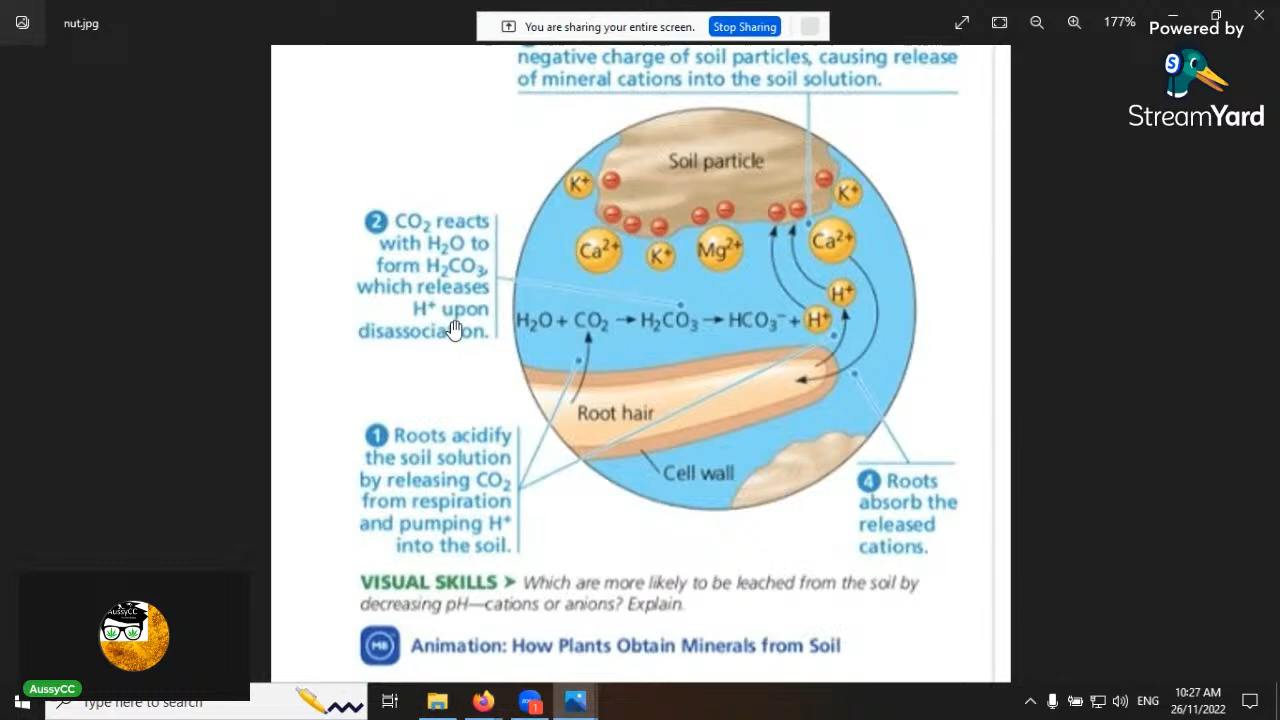 nut.jpg
You are sharing your entire screen.
Stop Sharing
177%
Powered by
StreamYard
negative charge of soil particles, causing release
of mineral cations into the soil solution.
Soil particle
K+
K+
Ca²+
K+
Mg²+
Ca²+
2 CO₂ reacts
with H₂O to
form H₂CO₃,
which releases
H+ upon
disassociation.
H+
H₂O + CO₂ → H₂CO₃ → HCO₃⁻ + H+
Root hair
Cell wall
1 Roots acidify
the soil solution
by releasing CO₂
from respiration
and pumping H+
into the soil.
4 Roots
absorb the
released
cations.
VISUAL SKILLS ➤ Which are more likely to be leached from the soil by
decreasing pH—cations or anions? Explain.
MB Animation: How Plants Obtain Minerals from Soil
AussyCC
AussyCC
Type here to search
zoom
1
ENG
10:27 AM
26/11/2022